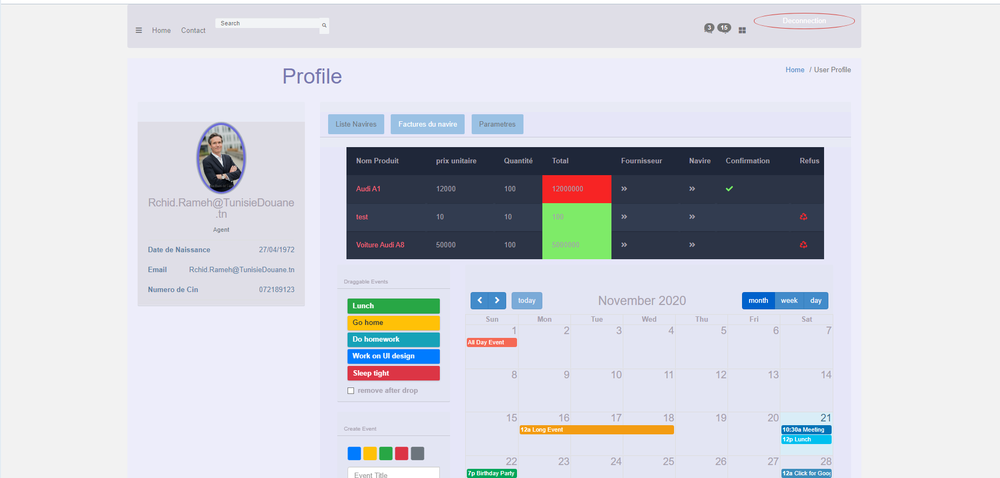 Home Contact Search 3 15 Deconnection
Profile
Home / User Profile
Rchid.Rameh@TunisieDouane
.tn
Agent
Date de Naissance 27/04/1972
Email Rchid.Rameh@TunisieDouane.tn
Numero de Cin 072189123
Liste Navires Factures du navire Parametres
Nom Produit prix unitaire Quantité Total Fournisseur Navire Confirmation Refus
Audi A1 12000 100 12000000
test 10 10 100
Voiture Audi A8 50000 100 5000000
Draggable Events
Lunch
Go home
Do homework
Work on UI design
Sleep tight
remove after drop
Create Event
Event Title
today November 2020 month week day
Sun Mon Tue Wed Thu Fri Sat
1 2 3 4 5 6 7
All Day Event
8 9 10 11 12 13 14
15 16 17 18 19 20 21
12a Long Event 10:30a Meeting
12p Lunch
22 23 24 25 26 27 28
7p Birthday Party 12a Click for Goog